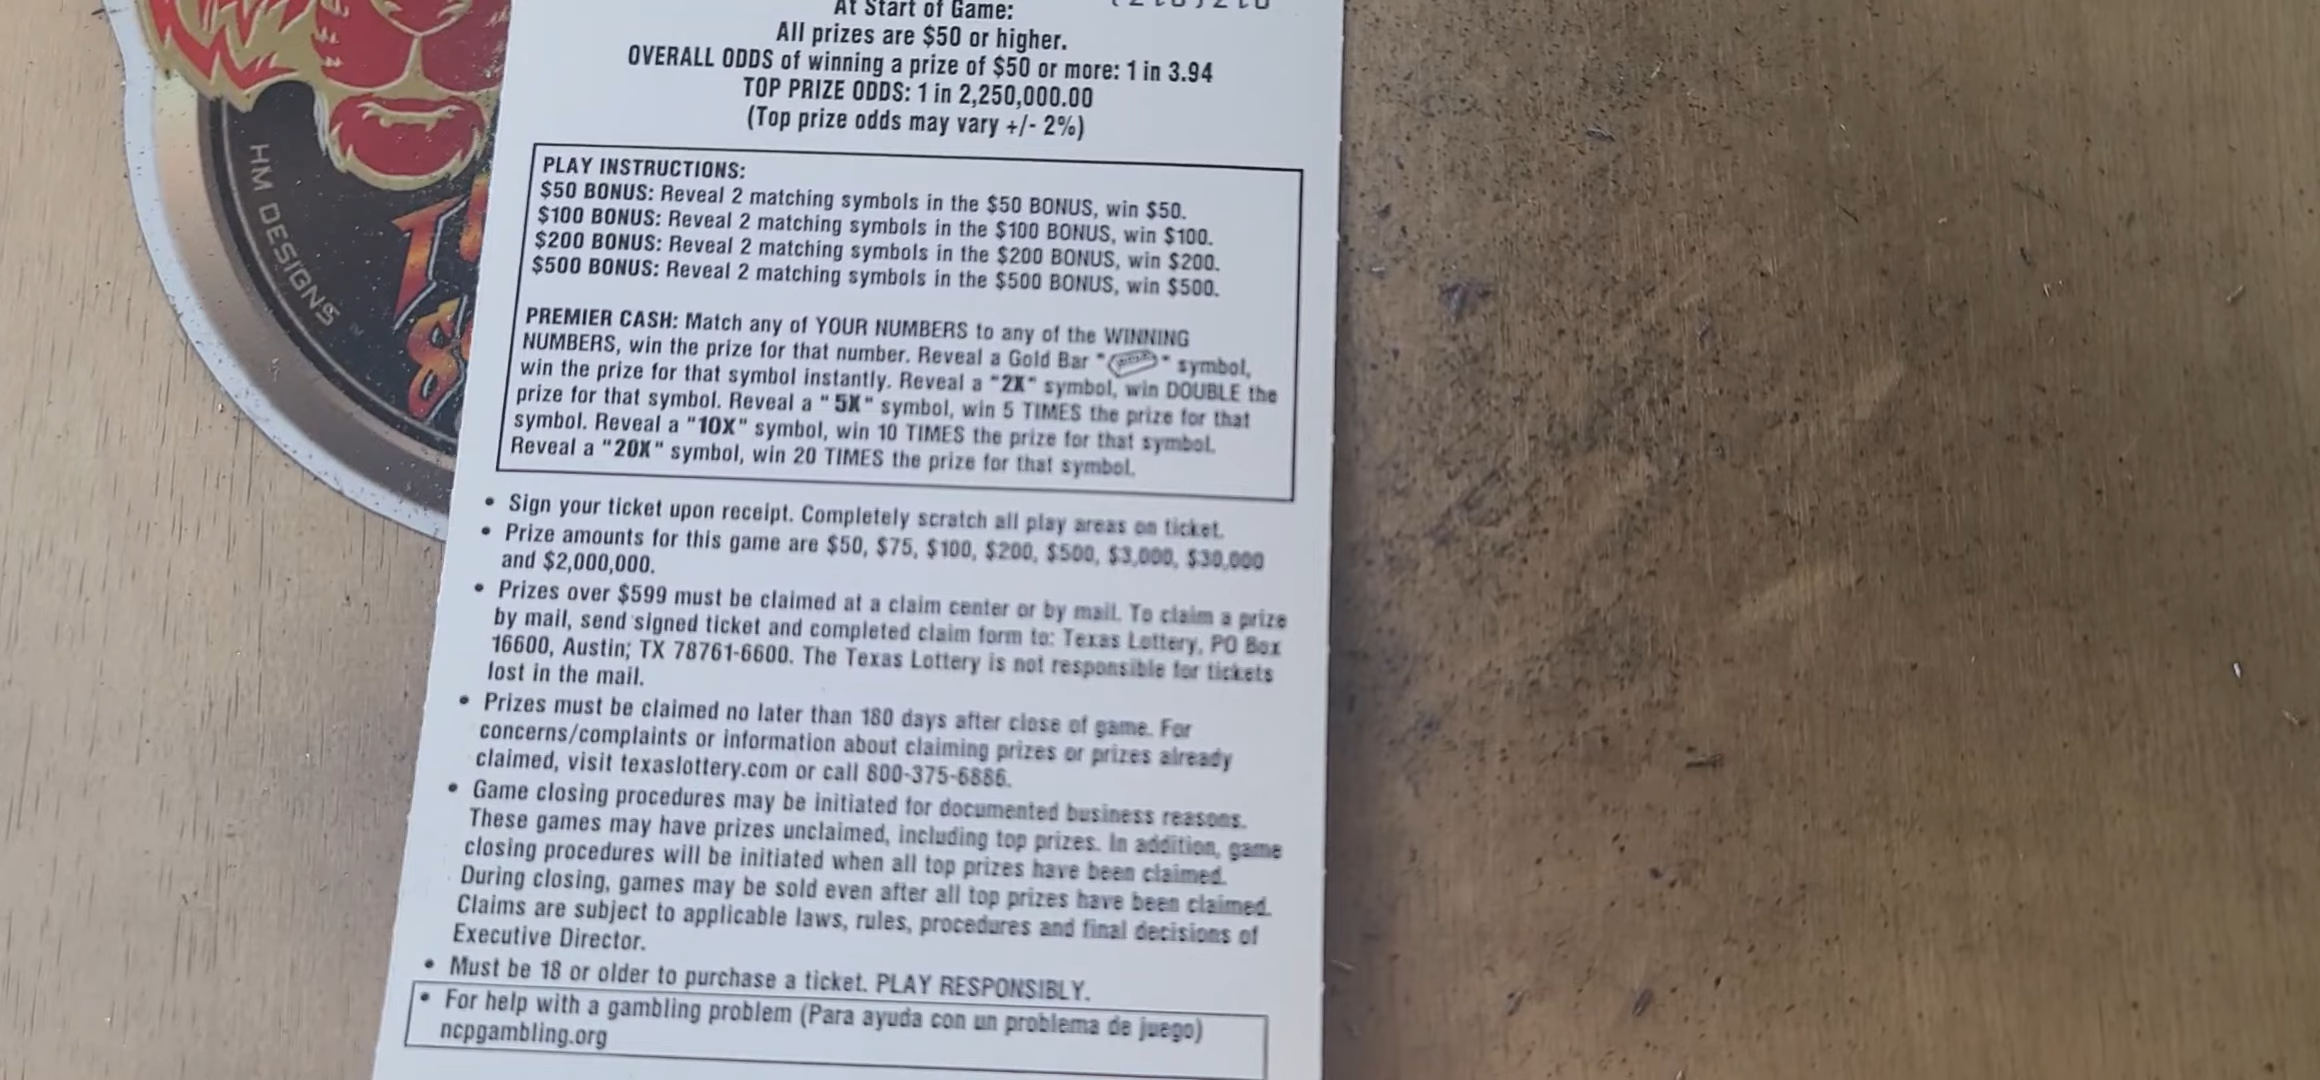 At Start of Game:
All prizes are $50 or higher.
OVERALL ODDS of winning a prize of $50 or more: 1 in 3.94
TOP PRIZE ODDS: 1 in 2,250,000.00
(Top prize odds may vary +/- 2%)
PLAY INSTRUCTIONS:
$50 BONUS: Reveal 2 matching symbols in the $50 BONUS, win $50.
$100 BONUS: Reveal 2 matching symbols in the $100 BONUS, win $100.
$200 BONUS: Reveal 2 matching symbols in the $200 BONUS, win $200.
$500 BONUS: Reveal 2 matching symbols in the $500 BONUS, win $500.
PREMIER CASH: Match any of YOUR NUMBERS to any of the WINNING
NUMBERS, win the prize for that number. Reveal a Gold Bar " " symbol,
win the prize for that symbol instantly. Reveal a "2X" symbol, win DOUBLE the
prize for that symbol. Reveal a "5X" symbol, win 5 TIMES the prize for that
symbol. Reveal a "10X" symbol, win 10 TIMES the prize for that symbol.
Reveal a "20X" symbol, win 20 TIMES the prize for that symbol.
• Sign your ticket upon receipt. Completely scratch all play areas on ticket.
• Prize amounts for this game are $50, $75, $100, $200, $500, $3,000, $30,000
and $2,000,000.
• Prizes over $599 must be claimed at a claim center or by mail. To claim a prize
by mail, send signed ticket and completed claim form to: Texas Lottery, PO Box
16600, Austin, TX 78761-6600. The Texas Lottery is not responsible for tickets
lost in the mail.
• Prizes must be claimed no later than 180 days after close of game. For
concerns/complaints or information about claiming prizes or prizes already
claimed, visit texaslottery.com or call 800-375-6886.
• Game closing procedures may be initiated for documented business reasons.
These games may have prizes unclaimed, including top prizes. In addition, game
closing procedures will be initiated when all top prizes have been claimed.
During closing, games may be sold even after all top prizes have been claimed.
Claims are subject to applicable laws, rules, procedures and final decisions of
Executive Director.
• Must be 18 or older to purchase a ticket. PLAY RESPONSIBLY.
• For help with a gambling problem (Para ayuda con un problema de juego)
ncpgambling.org
HM DESIGNS